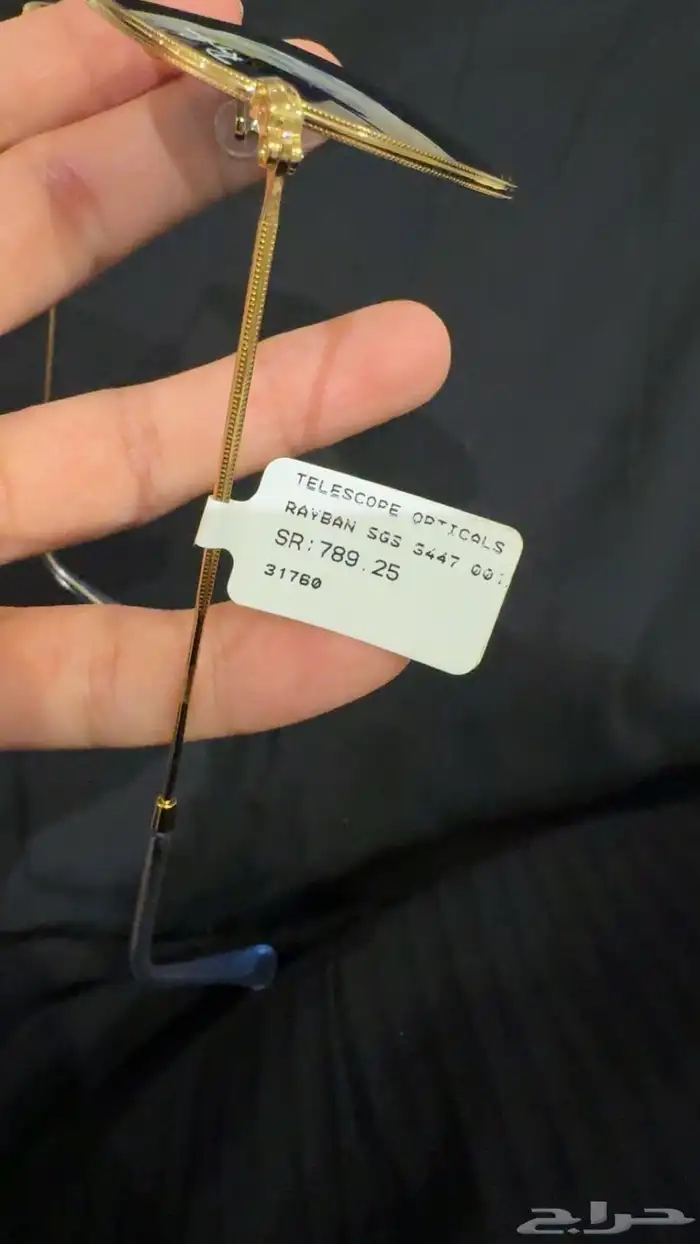 TELESCOPE OPTICALS
RAYBAN SGS 3447 001
SR:789.25
31760
حراج